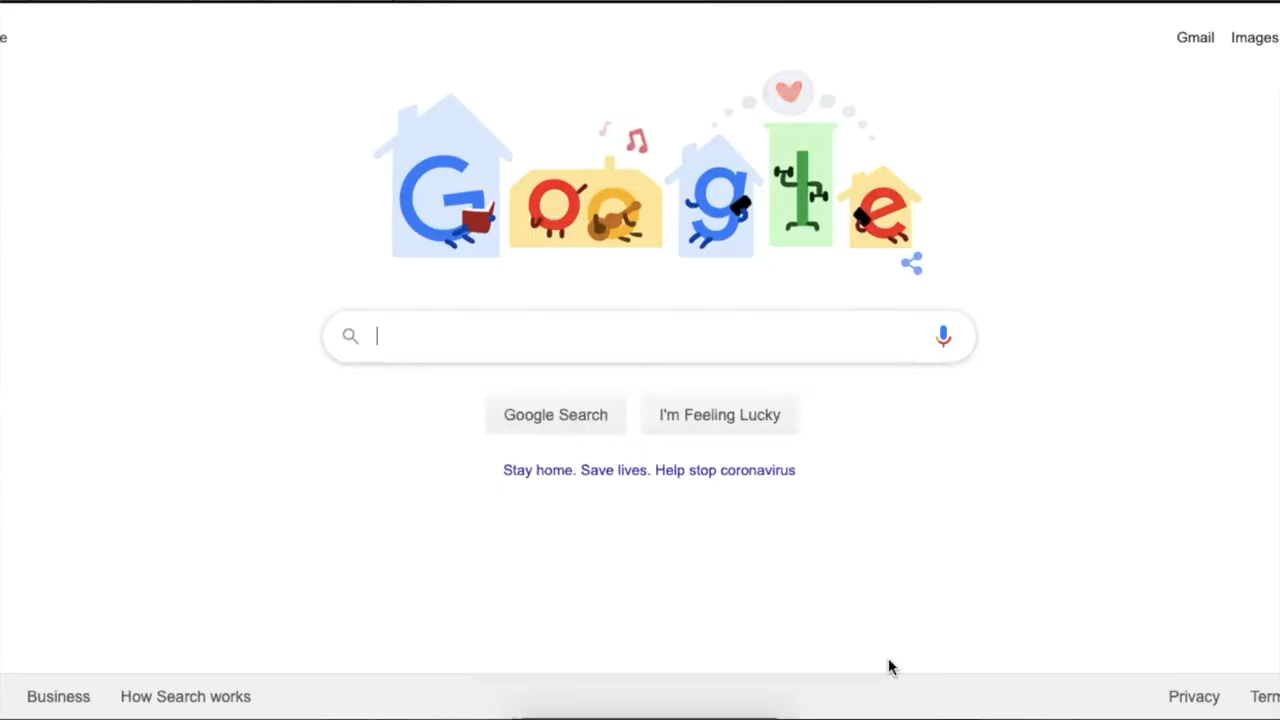 e
Gmail Images
Google
Google Search I'm Feeling Lucky
Stay home. Save lives. Help stop coronavirus
Business How Search works Privacy Term